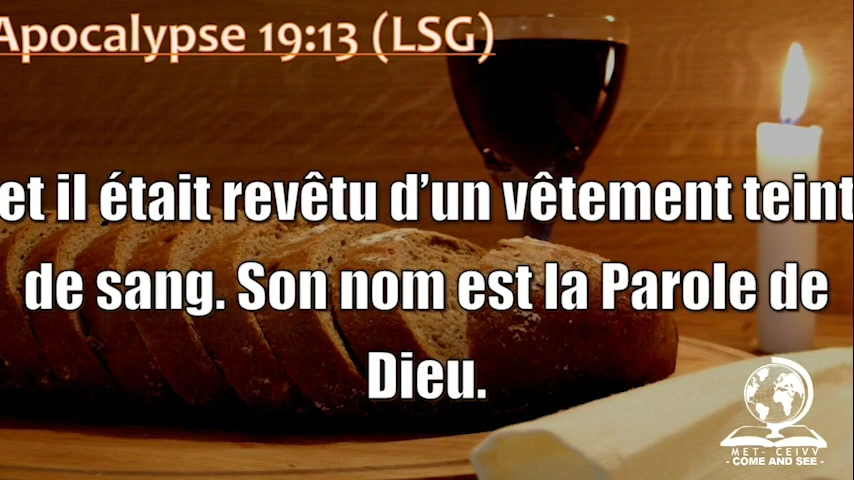 Apocalypse 19:13 (LSG)
et il était revêtu d’un vêtement teint
de sang. Son nom est la Parole de
Dieu.
MET- CEIVV
- COME AND SEE -